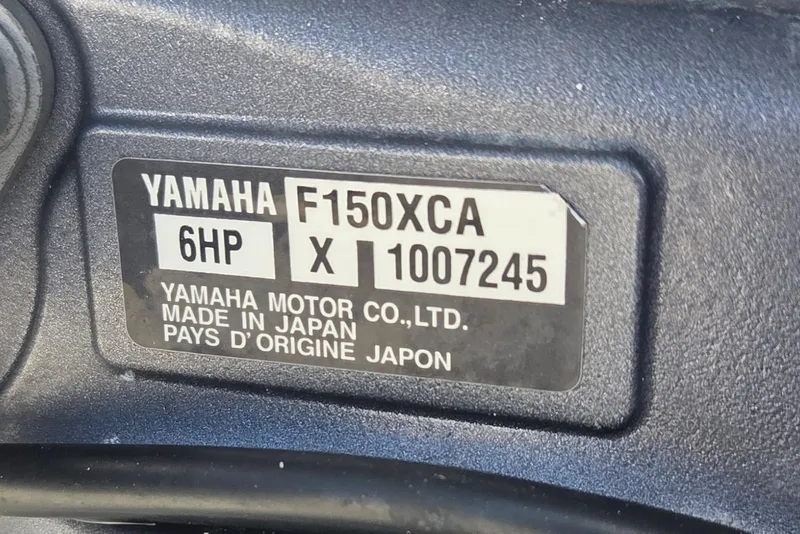 YAMAHA F150XCA
6HP X 1007245
YAMAHA MOTOR CO.,LTD.
MADE IN JAPAN
PAYS D'ORIGINE JAPON